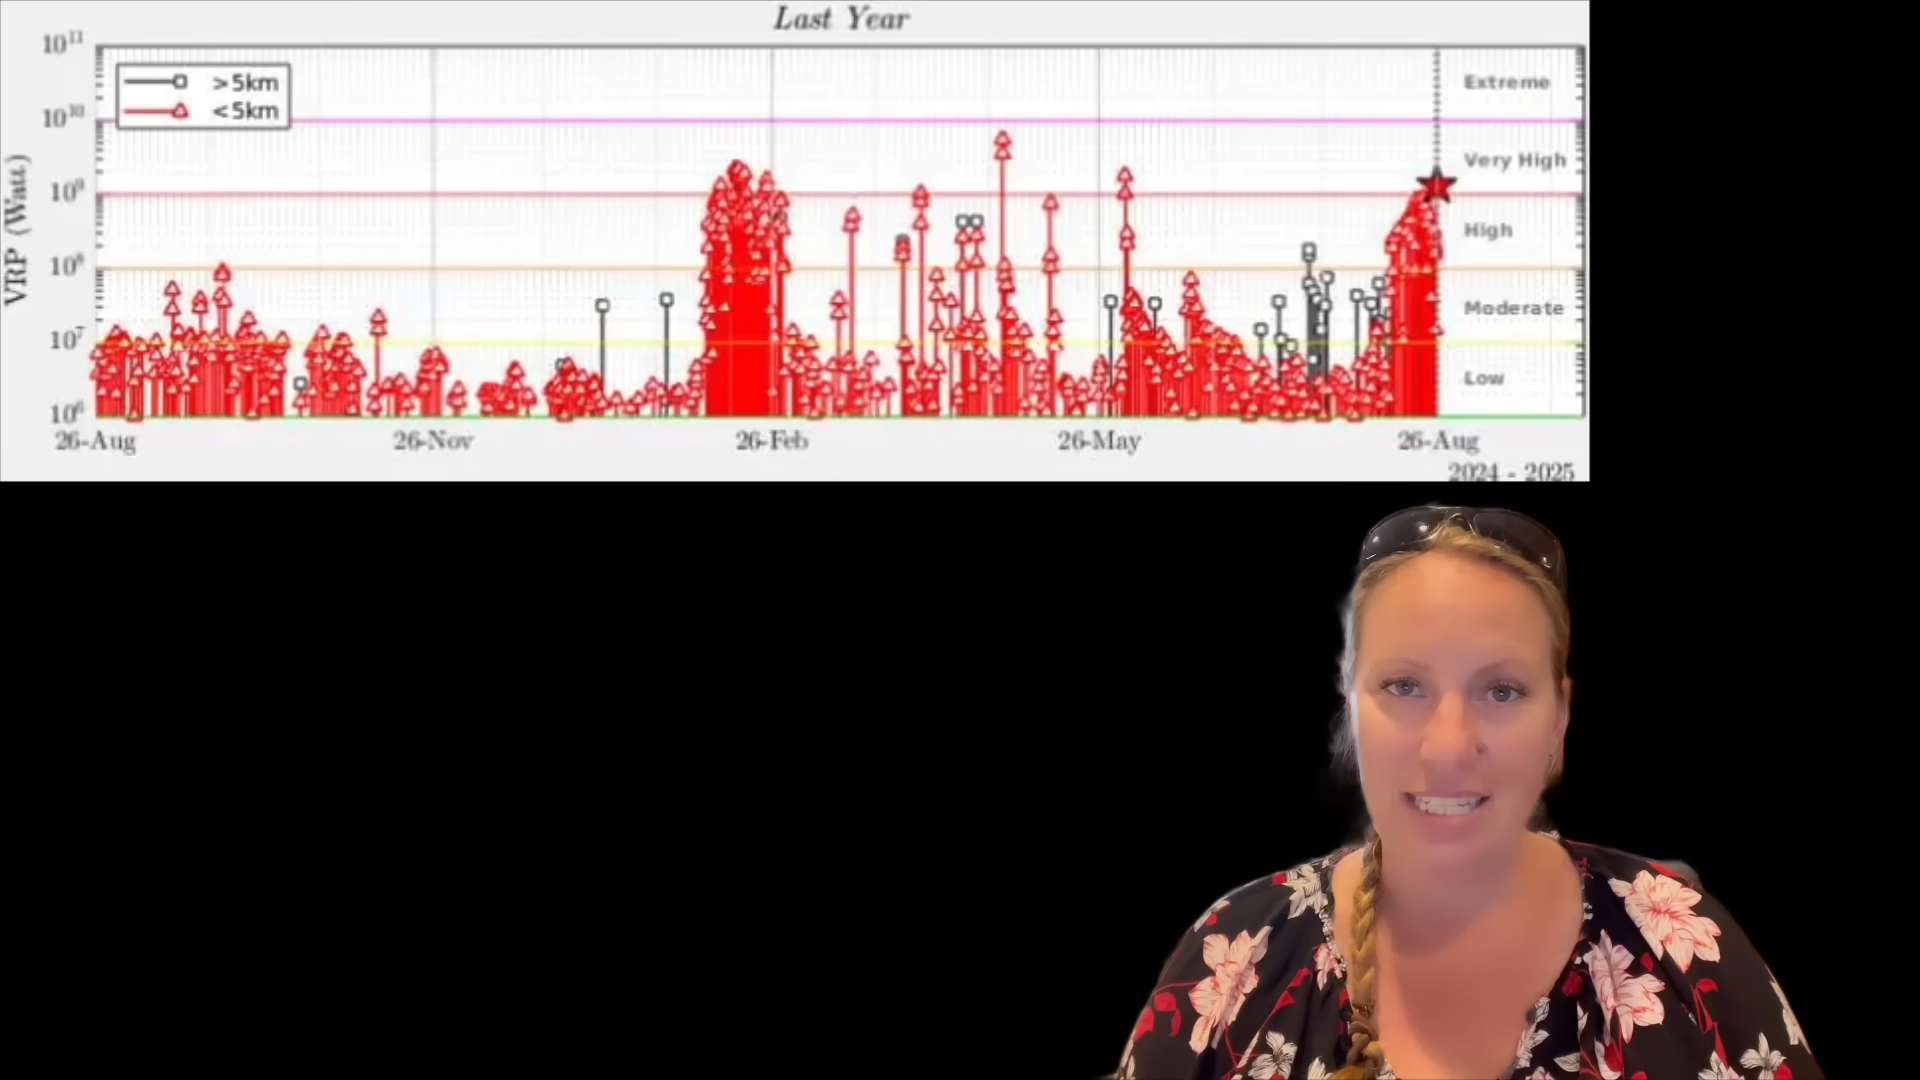 Last Year
VRP (Watt)
10¹¹
10¹⁰
10⁹
10⁸
10⁷
10⁶
>5km
<5km
Extreme
Very High
High
Moderate
Low
26-Aug
26-Nov
26-Feb
26-May
26-Aug
2024 - 2025